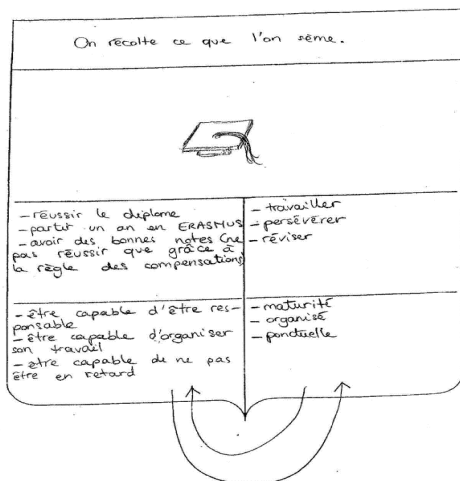 On récolte ce que l'on sème.
- réussir le diplome
- partir un an en ERASMUS
- avoir des bonnes notes (ne
pas réussir que grâce à
la règle des compensations)
- travailler
- persévérer
- réviser
- être capable d'être res-
ponsable
- être capable d'organiser
son travail
- être capable de ne pas
être en retard
- maturité
- organisé
- ponctuelle